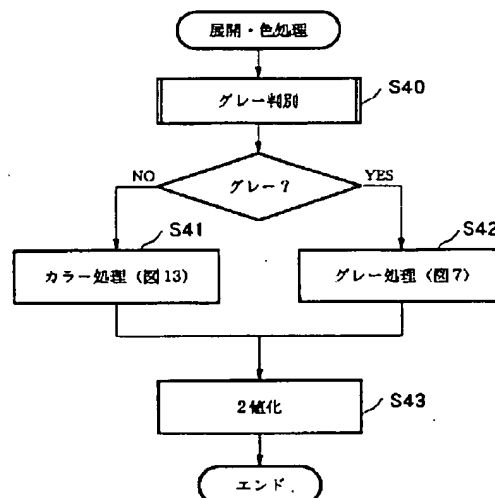 展開・色処理
グレー判別
S40
グレー?
NO
YES
S41
S42
カラー処理(図13)
グレー処理(図7)
2値化
S43
エンド